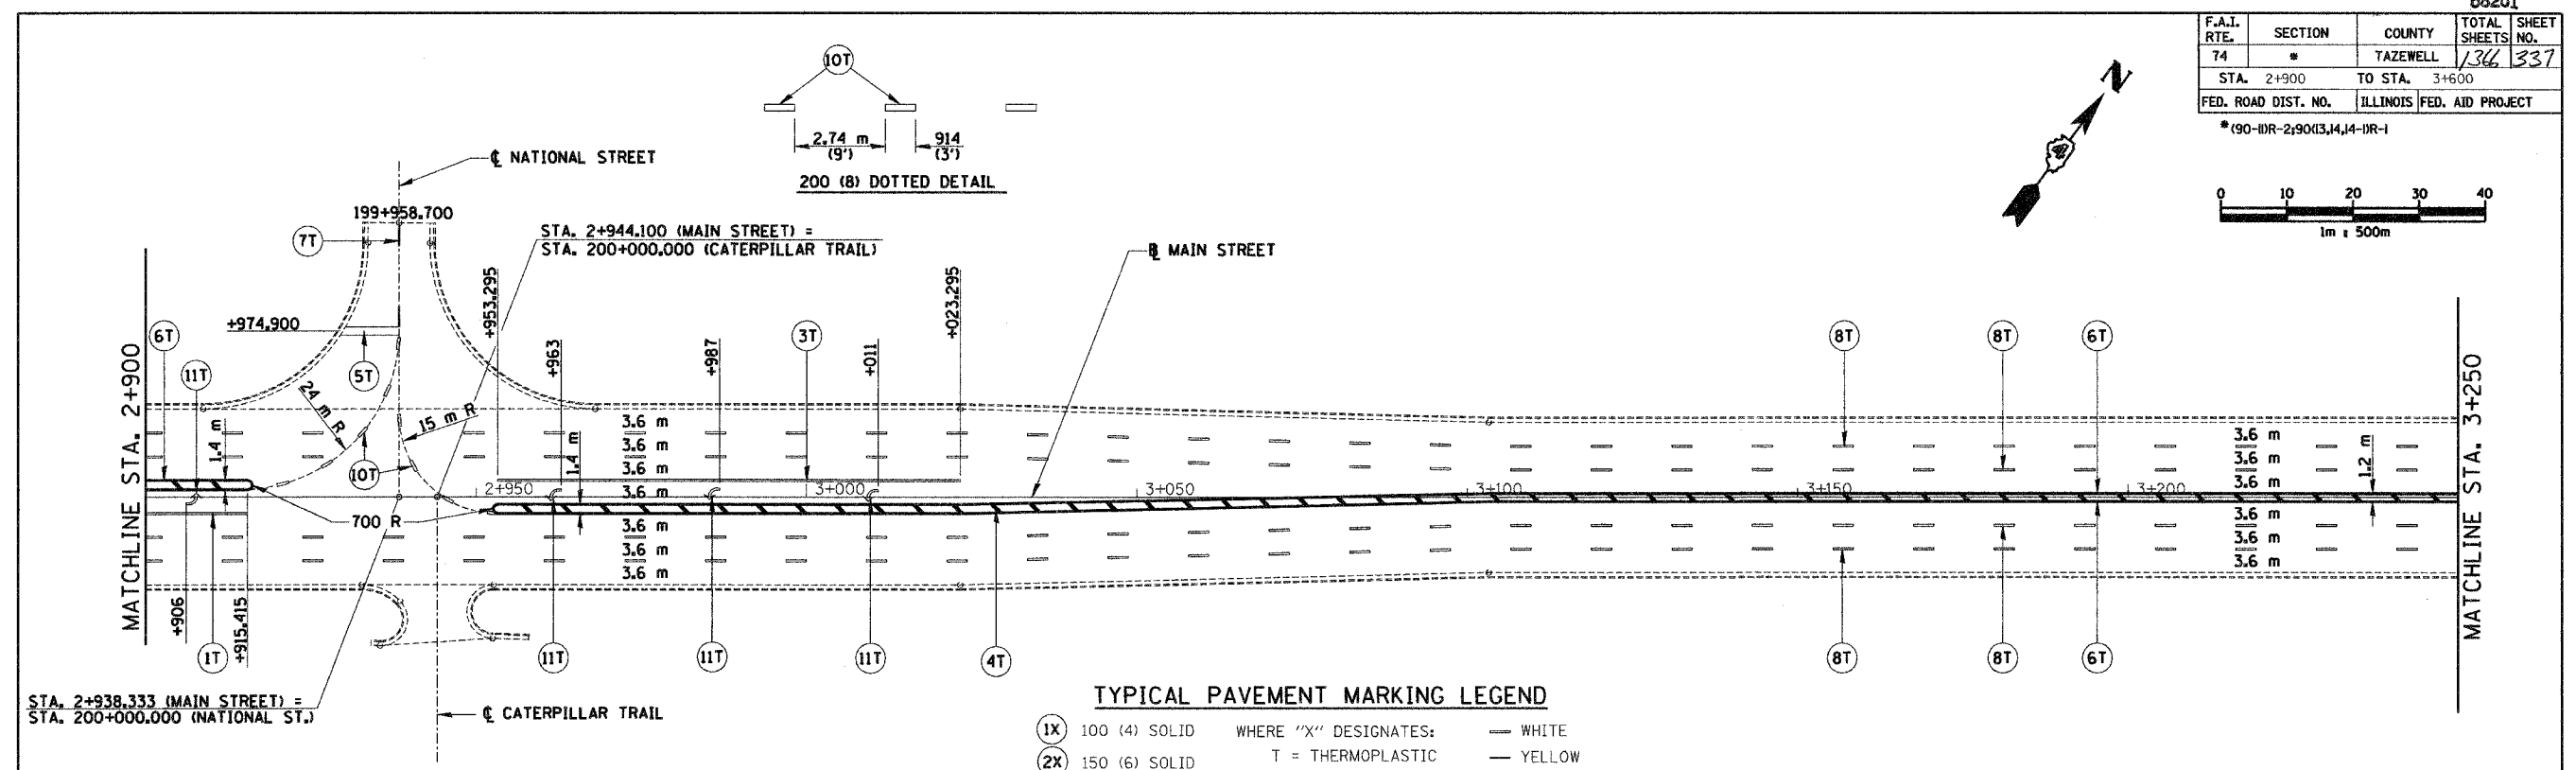 68201
F.A.I. RTE. SECTION COUNTY TOTAL SHEETS SHEET NO.
74 * TAZEWELL 1366 337
STA. 2+900 TO STA. 3+600
FED. ROAD DIST. NO. ILLINOIS FED. AID PROJECT
*(90-11)R-2;90(13,14,14-1)R-1
N
0 10 20 30 40
1m : 500m
10T
2.74 m
(9')
914
(3')
200 (8) DOTTED DETAIL
℄ NATIONAL STREET
199+958.700
7T
STA. 2+944.100 (MAIN STREET) =
STA. 200+000.000 (CATERPILLAR TRAIL)
MAIN STREET
+974.900
+953.295
+023.295
6T
11T
5T
+963
+987
3T
+011
8T
8T
6T
MATCHLINE STA. 2+900
MATCHLINE STA. 3+250
24 m R
15 m R
1.4 m
10T
1.4 m
3.6 m
3.6 m
3.6 m
3.6 m
3.6 m
3.6 m
3.6 m
3.6 m
3.6 m
3.6 m
1.2 m
3.6 m
3.6 m
3.6 m
2+950
3+000
3+050
3+100
3+150
3+200
700 R
+906
+915.415
1T
11T
11T
11T
4T
8T
8T
6T
STA. 2+938.333 (MAIN STREET) =
STA. 200+000.000 (NATIONAL ST.)
℄ CATERPILLAR TRAIL
TYPICAL PAVEMENT MARKING LEGEND
1X 100 (4) SOLID WHERE "X" DESIGNATES: WHITE
2X 150 (6) SOLID T = THERMOPLASTIC YELLOW